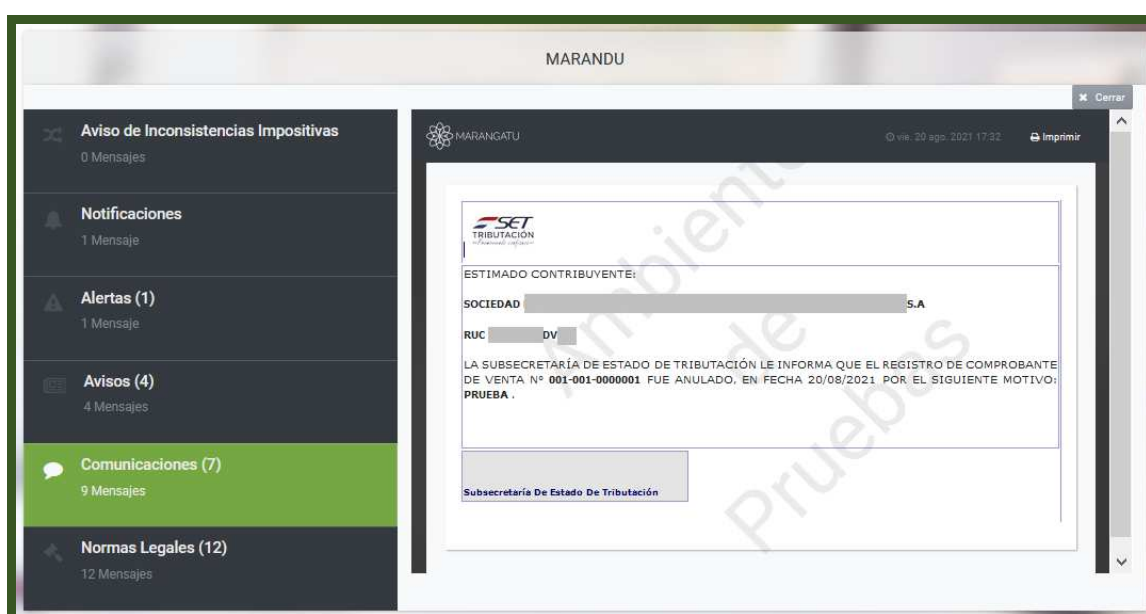 MARANDU
Cerrar
Aviso de Inconsistencias Impositivas
0 Mensajes
Notificaciones
1 Mensaje
Alertas (1)
1 Mensaje
Avisos (4)
4 Mensajes
Comunicaciones (7)
9 Mensajes
Normas Legales (12)
12 Mensajes
MARANGATU
vie. 20 ago. 2021 17:32
Imprimir
SET
TRIBUTACIÓN
ESTIMADO CONTRIBUYENTE:
SOCIEDAD S.A
RUC DV
LA SUBSECRETARÍA DE ESTADO DE TRIBUTACIÓN LE INFORMA QUE EL REGISTRO DE COMPROBANTE
DE VENTA Nº 001-001-0000001 FUE ANULADO, EN FECHA 20/08/2021 POR EL SIGUIENTE MOTIVO:
PRUEBA .
Subsecretaría De Estado De Tributación
Ambiente
de
Pruebas